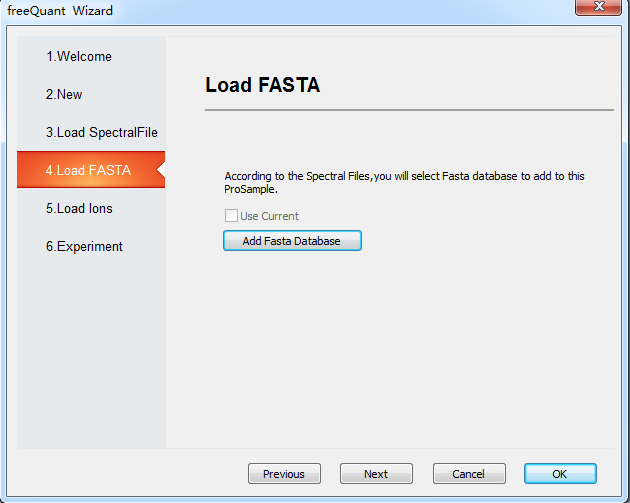 freeQuant Wizard
1.Welcome
2.New
3.Load SpectralFile
4.Load FASTA
5.Load Ions
6.Experiment
Load FASTA
According to the Spectral Files,you will select Fasta database to add to this
ProSample.
Use Current
Add Fasta Database
Previous
Next
Cancel
OK